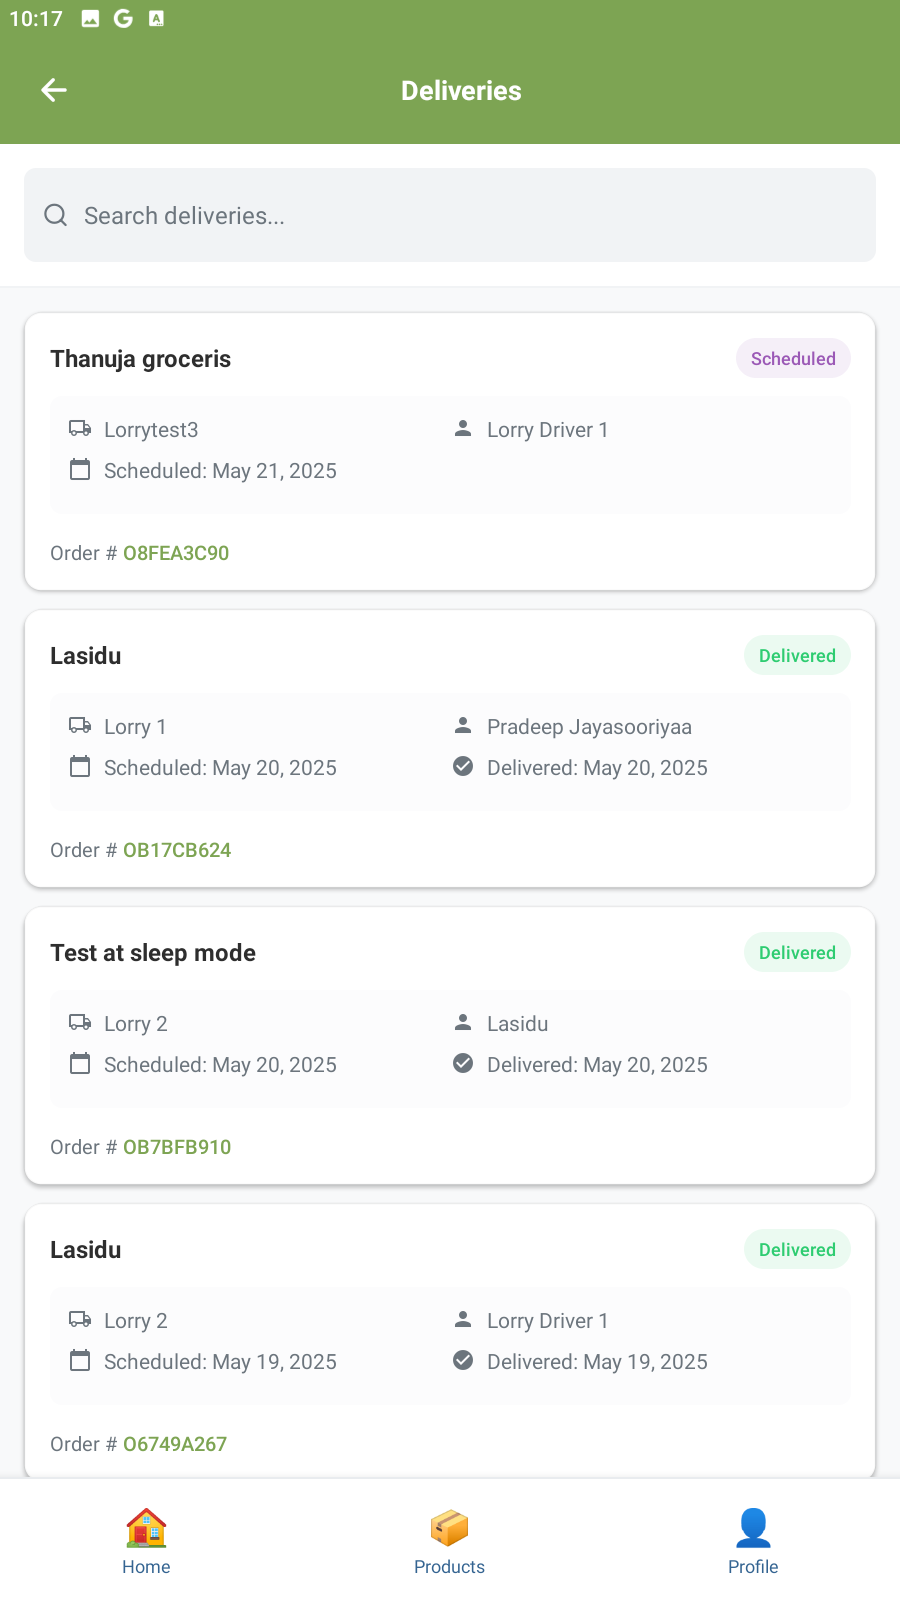 10:17
Deliveries
Search deliveries...
Thanuja groceris Scheduled
Lorrytest3 Lorry Driver 1
Scheduled: May 21, 2025
Order # O8FEA3C90
Lasidu Delivered
Lorry 1 Pradeep Jayasooriyaa
Scheduled: May 20, 2025 Delivered: May 20, 2025
Order # OB17CB624
Test at sleep mode Delivered
Lorry 2 Lasidu
Scheduled: May 20, 2025 Delivered: May 20, 2025
Order # OB7BFB910
Lasidu Delivered
Lorry 2 Lorry Driver 1
Scheduled: May 19, 2025 Delivered: May 19, 2025
Order # O6749A267
Home Products Profile